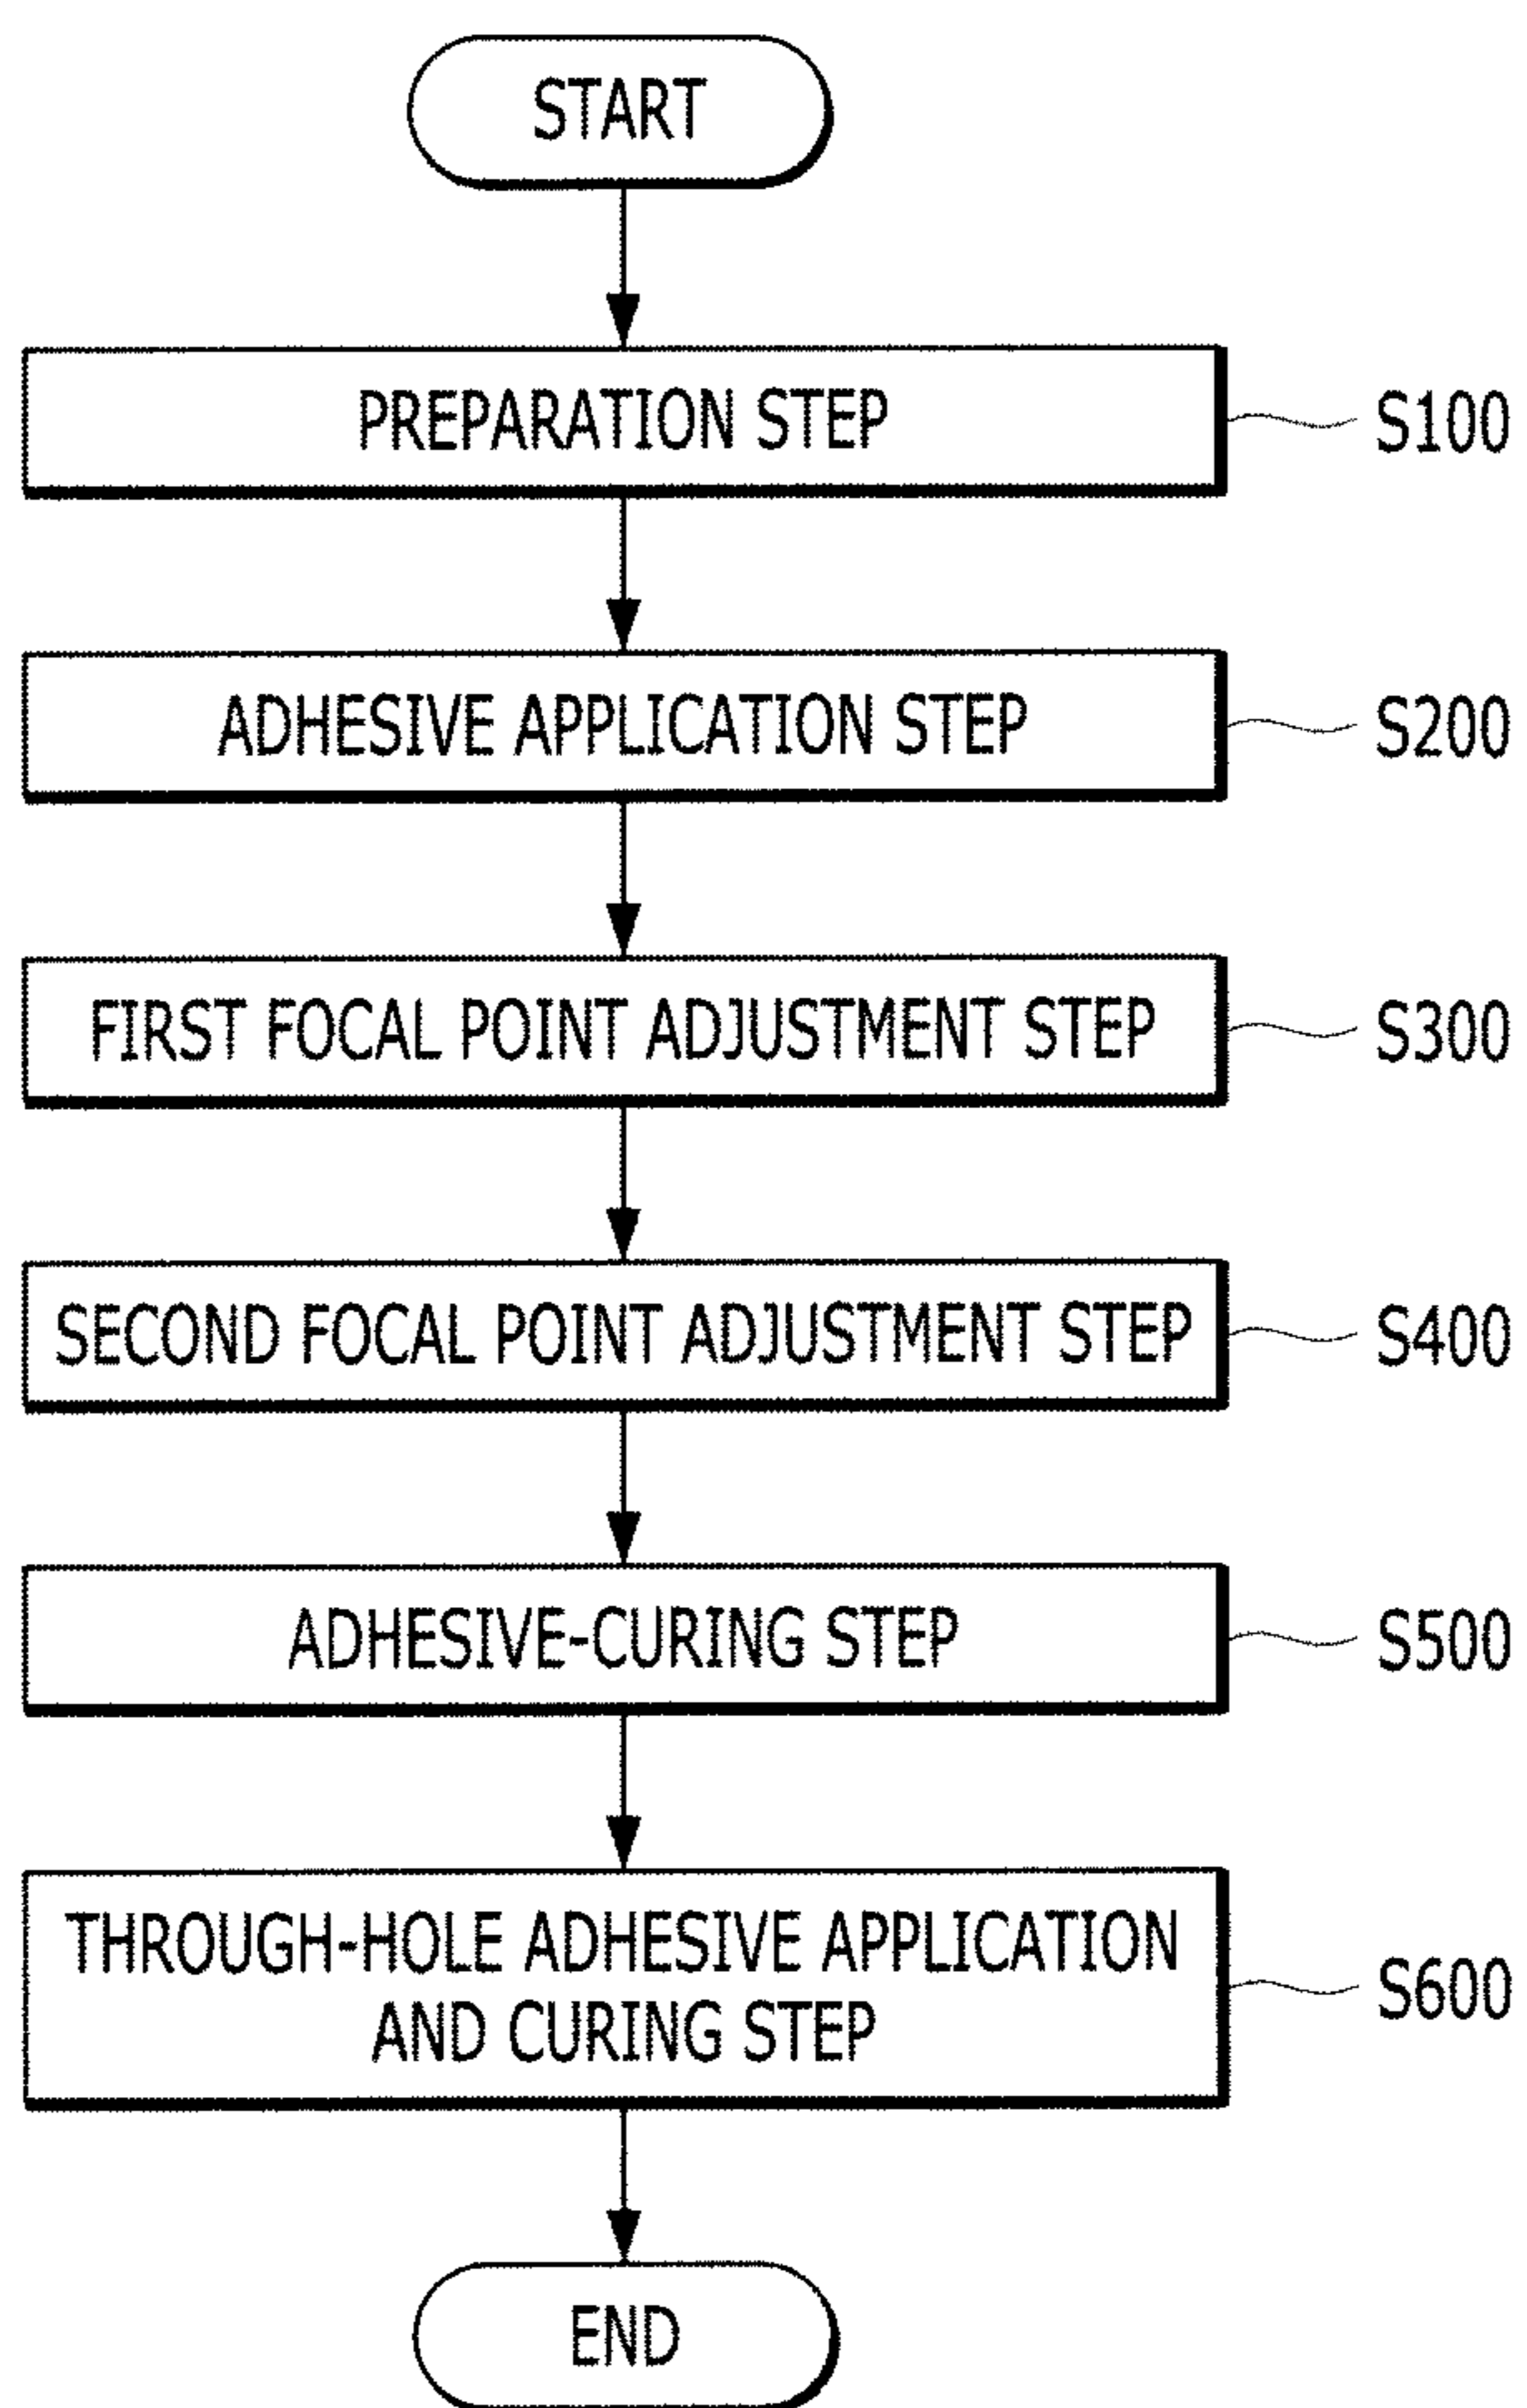 START
PREPARATION STEP
S100
ADHESIVE APPLICATION STEP
S200
FIRST FOCAL POINT ADJUSTMENT STEP
S300
SECOND FOCAL POINT ADJUSTMENT STEP
S400
ADHESIVE-CURING STEP
S500
THROUGH-HOLE ADHESIVE APPLICATION
AND CURING STEP
S600
END